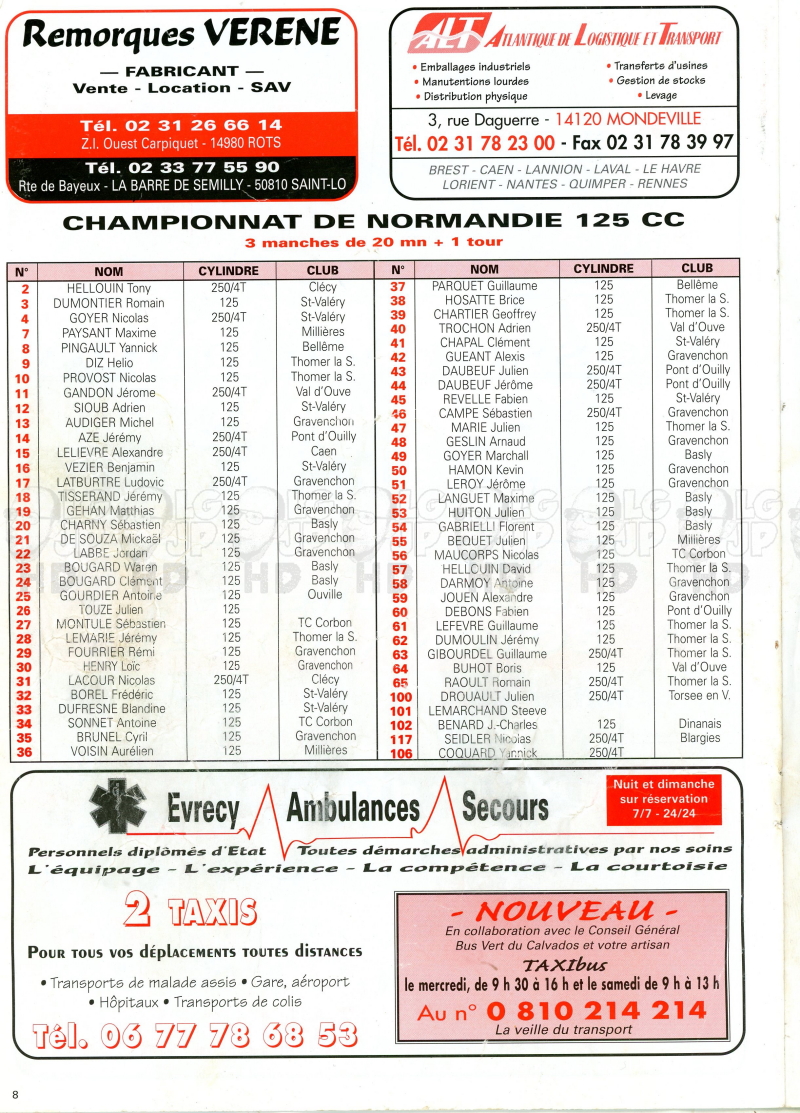 Remorques VERENE
— FABRICANT —
Vente - Location - SAV
Tél. 02 31 26 66 14
Z.I. Ouest Carpiquet - 14980 ROTS
Tél. 02 33 77 55 90
Rte de Bayeux - LA BARRE DE SEMILLY - 50810 SAINT-LO
ALT ATLANTIQUE DE LOGISTIQUE ET TRANSPORT
• Emballages industriels • Transferts d'usines
• Manutentions lourdes • Gestion de stocks
• Distribution physique • Levage
3, rue Daguerre - 14120 MONDEVILLE
Tél. 02 31 78 23 00 - Fax 02 31 78 39 97
BREST - CAEN - LANNION - LAVAL - LE HAVRE
LORIENT - NANTES - QUIMPER - RENNES
CHAMPIONNAT DE NORMANDIE 125 CC
3 manches de 20 mn + 1 tour
N° NOM CYLINDRE CLUB
2 HELLOUIN Tony 250/4T Clécy
3 DUMONTIER Romain 125 St-Valéry
4 GOYER Nicolas 250/4T St-Valéry
7 PAYSANT Maxime 125 Millières
8 PINGAULT Yannick 125 Bellême
9 DIZ Helio 125 Thomer la S.
10 PROVOST Nicolas 125 Thomer la S.
11 GANDON Jérome 250/4T Val d'Ouve
12 SIOUB Adrien 125 St-Valéry
13 AUDIGER Michel 125 Gravenchon
14 AZE Jérémy 250/4T Pont d'Ouilly
15 LELIEVRE Alexandre 250/4T Caen
16 VEZIER Benjamin 125 St-Valéry
17 LATBURTRE Ludovic 250/4T Gravenchon
18 TISSERAND Jérémy 125 Thomer la S.
19 GEHAN Matthias 125 Gravenchon
20 CHARNY Sébastien 125 Basly
21 DE SOUZA Mickaël 125 Gravenchon
22 LABBE Jordan 125 Gravenchon
23 BOUGARD Waren 125 Basly
24 BOUGARD Clément 125 Basly
25 GOURDIER Antoine 125 Ouville
26 TOUZE Julien 125
27 MONTULE Sébastien 125 TC Corbon
28 LEMARIE Jérémy 125 Thomer la S.
29 FOURRIER Rémi 125 Gravenchon
30 HENRY Loïc 125 Gravenchon
31 LACOUR Nicolas 250/4T Clécy
32 BOREL Frédéric 125 St-Valéry
33 DUFRESNE Blandine 125 St-Valéry
34 SONNET Antoine 125 TC Corbon
35 BRUNEL Cyril 125 Gravenchon
36 VOISIN Aurélien 125 Millières
N° NOM CYLINDRE CLUB
37 PARQUET Guillaume 125 Bellême
38 HOSATTE Brice 125 Thomer la S.
39 CHARTIER Geoffrey 125 Thomer la S.
40 TROCHON Adrien 250/4T Val d'Ouve
41 CHAPAL Clément 125 St-Valéry
42 GUEANT Alexis 125 Gravenchon
43 DAUBEUF Julien 250/4T Pont d'Ouilly
44 DAUBEUF Jérôme 250/4T Pont d'Ouilly
45 REVELLE Fabien 125 St-Valéry
46 CAMPE Sébastien 250/4T Gravenchon
47 MARIE Julien 125 Thomer la S.
48 GESLIN Arnaud 125 Gravenchon
49 GOYER Marchall 125 Basly
50 HAMON Kevin 125 Gravenchon
51 LEROY Jérôme 125 Gravenchon
52 LANGUET Maxime 125 Basly
53 HUITON Julien 125 Basly
54 GABRIELLI Florent 125 Basly
55 BEQUET Julien 125 Millières
56 MAUCORPS Nicolas 125 TC Corbon
57 HELLOUIN David 125 Thomer la S.
58 DARMOY Antoine 125 Gravenchon
59 JOUEN Alexandre 125 Gravenchon
60 DEBONS Fabien 125 Pont d'Ouilly
61 LEFEVRE Guillaume 125 Thomer la S.
62 DUMOULIN Jérémy 125 Thomer la S.
63 GIBOURDEL Guillaume 250/4T Thomer la S.
64 BUHOT Boris 125 Val d'Ouve
65 RAOULT Romain 250/4T Thomer la S.
100 DROUAULT Julien 250/4T Torsee en V.
101 LEMARCHAND Steeve
102 BENARD J.-Charles 125 Dinanais
117 SEIDLER Nicolas 250/4T Blargies
106 COQUARD Yannick 250/4T
LGJP HD LGJP HD LGJP HD LGJP HD LGJP HD LGJP HD LGJP
Evrecy Ambulances Secours
Nuit et dimanche
sur réservation
7/7 - 24/24
Personnels diplômés d'Etat Toutes démarches administratives par nos soins
L'équipage - L'expérience - La compétence - La courtoisie
2 TAXIS
POUR TOUS VOS DÉPLACEMENTS TOUTES DISTANCES
• Transports de malade assis • Gare, aéroport
• Hôpitaux • Transports de colis
Tél. 06 77 78 68 53
- NOUVEAU -
En collaboration avec le Conseil Général
Bus Vert du Calvados et votre artisan
TAXIbus
le mercredi, de 9 h 30 à 16 h et le samedi de 9 h à 13 h
Au n° 0 810 214 214
La veille du transport
8